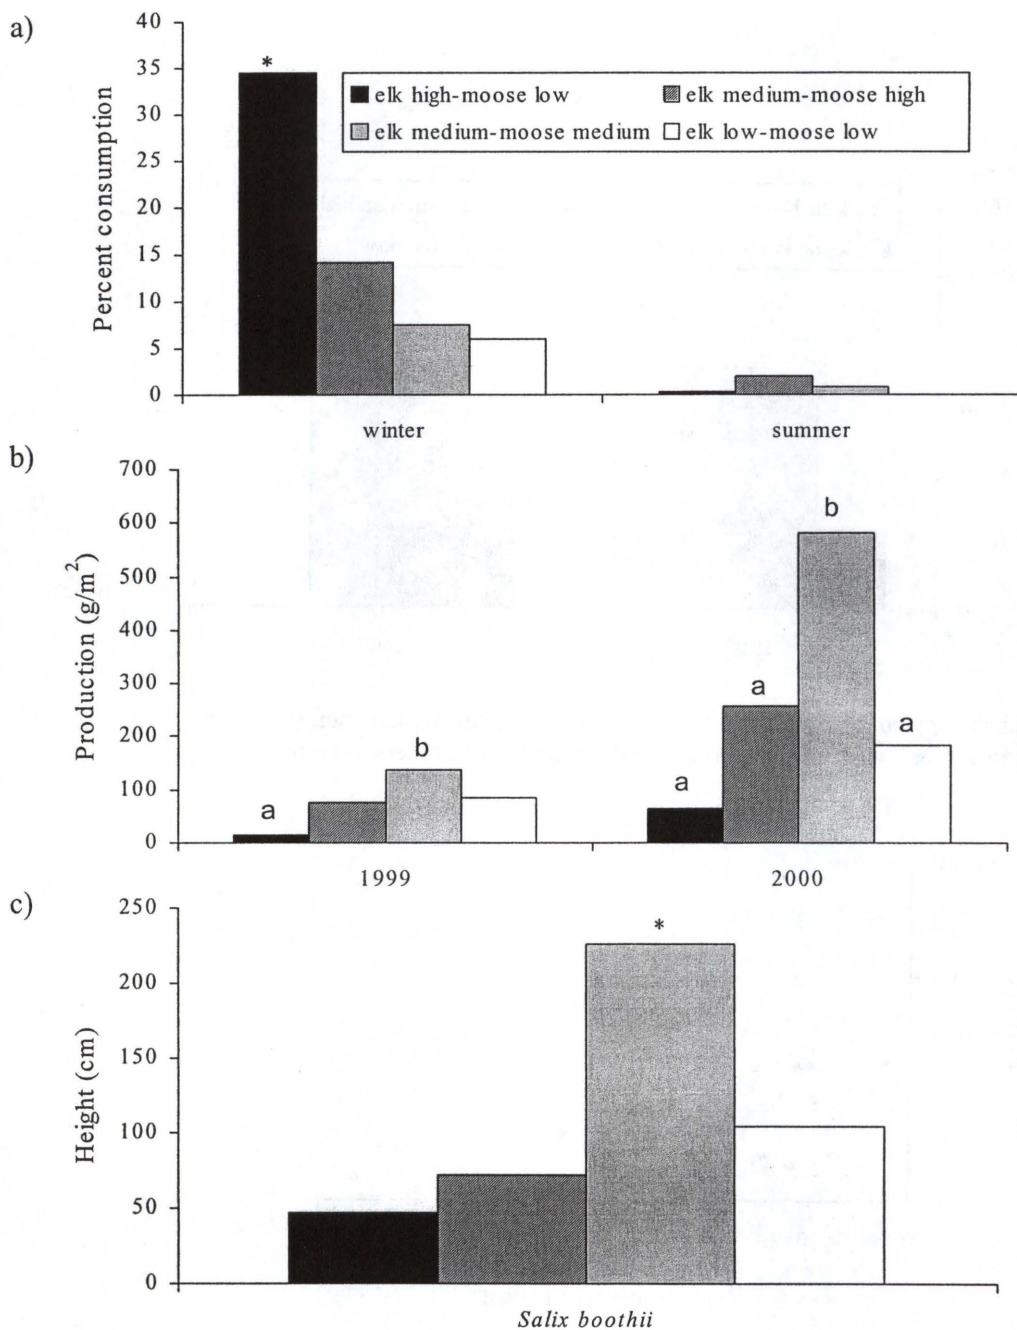 a)
40
35
30
25
20
15
10
5
0
Percent consumption
*
elk high-moose low
elk medium-moose high
elk medium-moose medium
elk low-moose low
winter
summer
b)
700
600
500
400
300
200
100
0
Production (g/m²)
a
b
a
a
b
a
1999
2000
c)
250
200
150
100
50
0
Height (cm)
*
Salix boothii